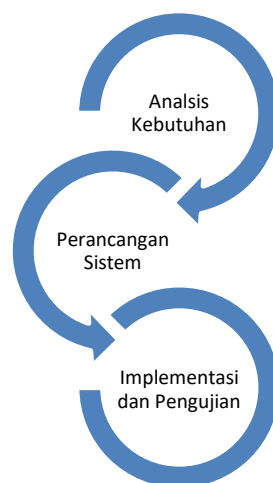 Analsis
Kebutuhan
Perancangan
Sistem
Implementasi
dan Pengujian